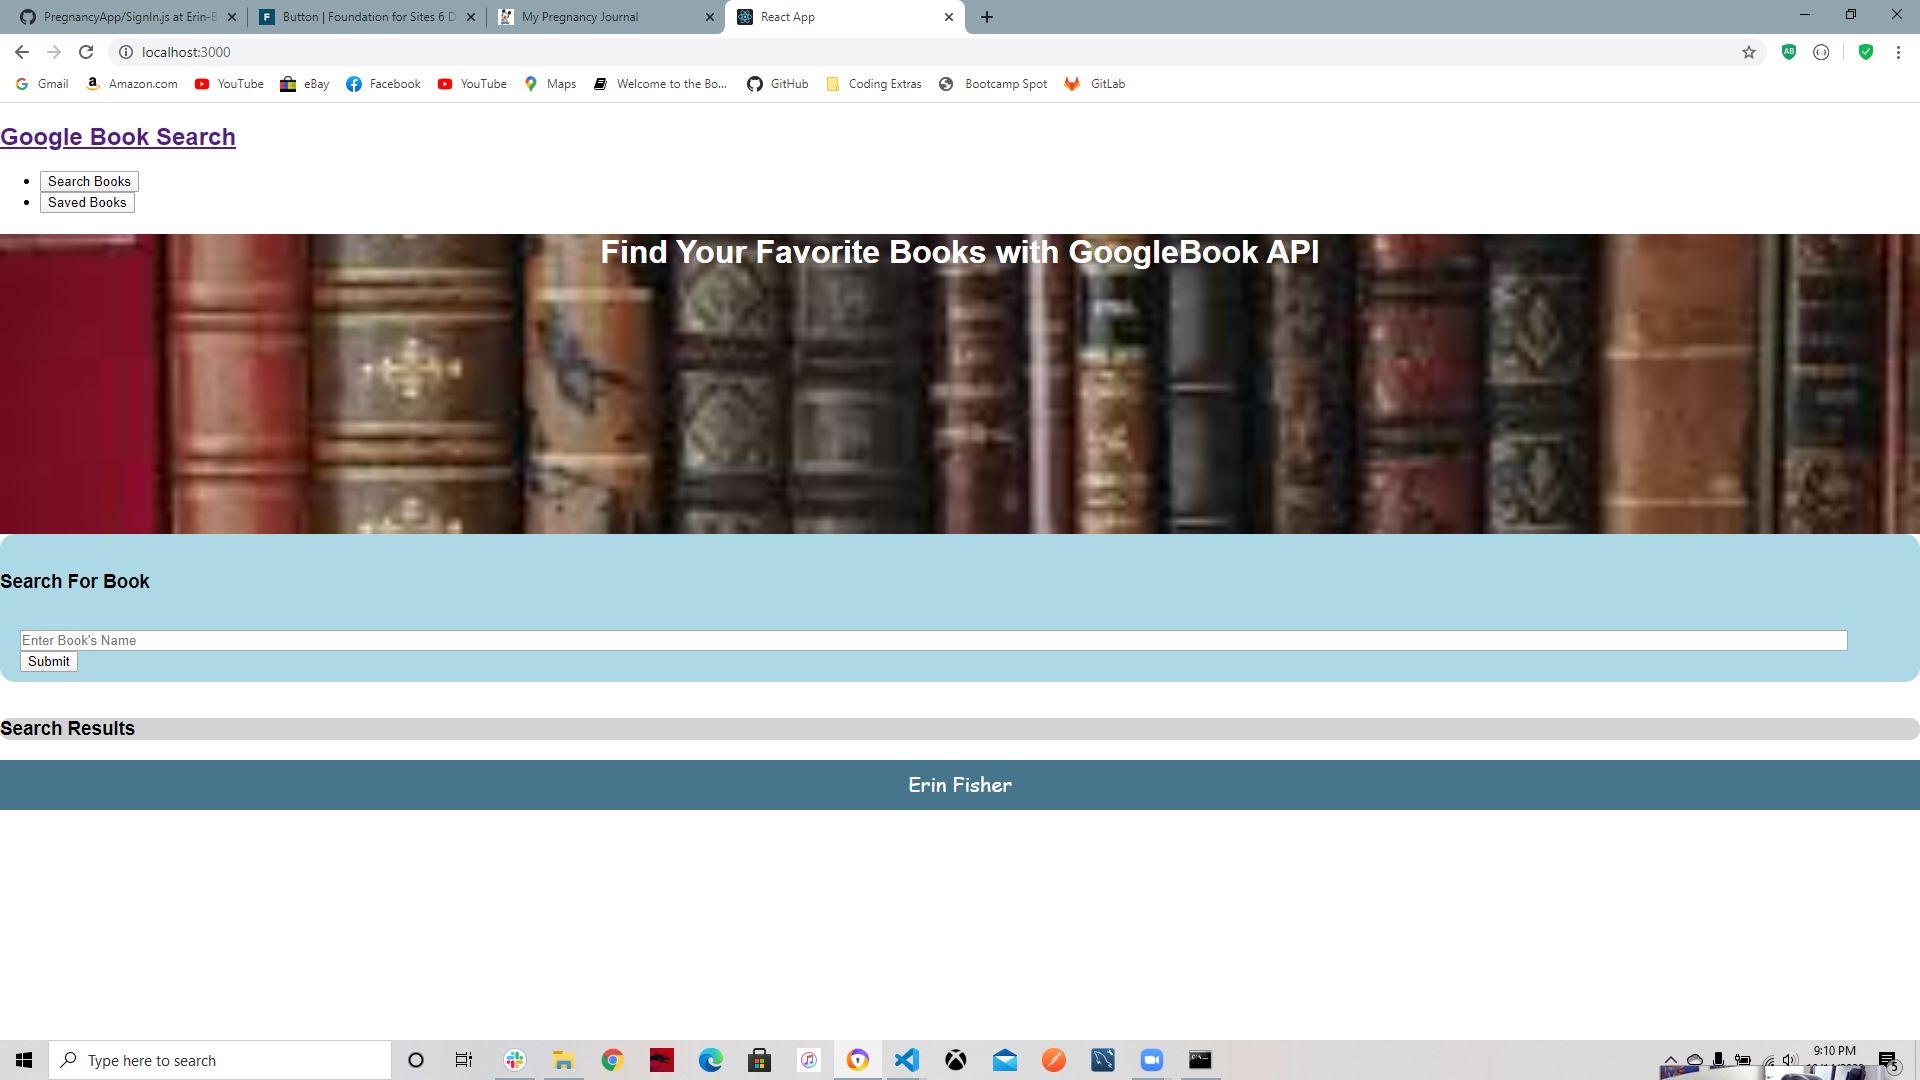 PregnancyApp/SignIn.js at Erin-B
Button | Foundation for Sites 6 D
My Pregnancy Journal
React App
localhost:3000
Gmail
Amazon.com
YouTube
eBay
Facebook
YouTube
Maps
Welcome to the Bo...
GitHub
Coding Extras
Bootcamp Spot
GitLab
Google Book Search
Search Books
Saved Books
Find Your Favorite Books with GoogleBook API
Search For Book
Enter Book's Name
Submit
Search Results
Erin Fisher
Type here to search
9:10 PM
5